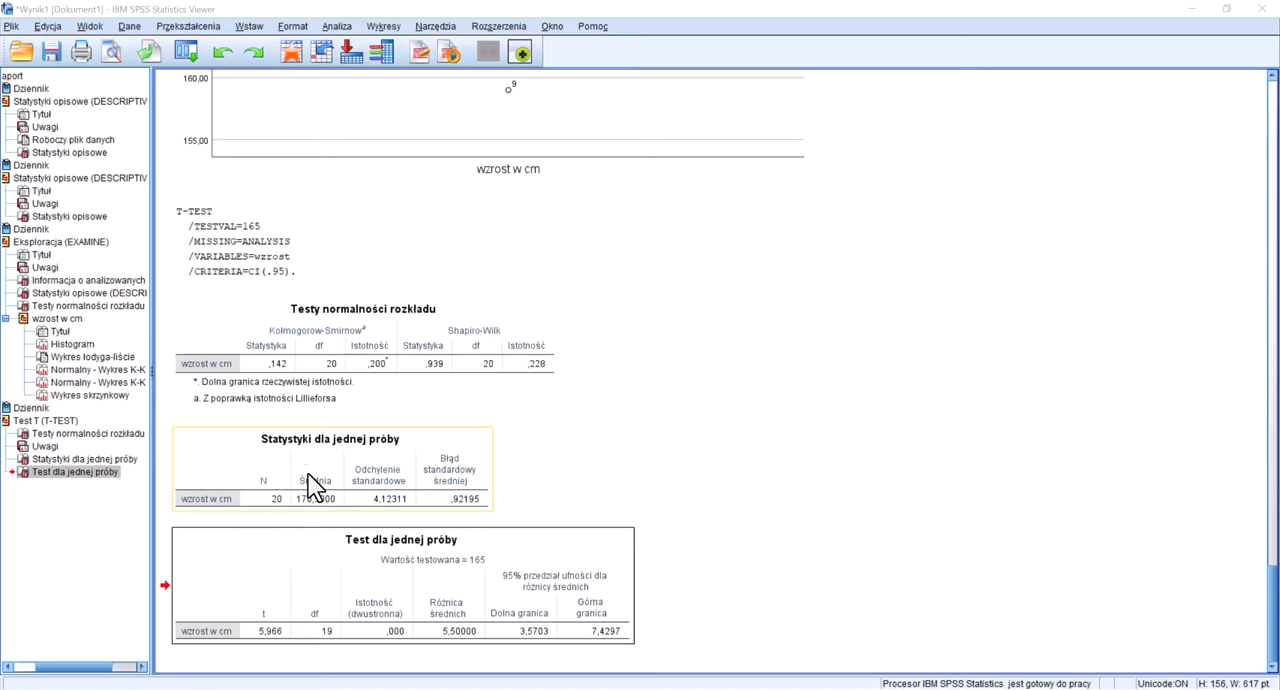 *Wynik1 [Dokument1] - IBM SPSS Statistics Viewer
Plik Edycja Widok Dane Przekształcenia Wstaw Format Analiza Wykresy Narzędzia Rozszerzenia Okno Pomoc
aport
Dziennik
Statystyki opisowe (DESCRIPTIV
Tytuł
Uwagi
Roboczy plik danych
Statystyki opisowe
Dziennik
Statystyki opisowe (DESCRIPTIV
Tytuł
Uwagi
Statystyki opisowe
Dziennik
Eksploracja (EXAMINE)
Tytuł
Uwagi
Informacja o analizowanych
Statystyki opisowe (DESCRI
Testy normalności rozkładu
wzrost w cm
Tytuł
Histogram
Wykres łodyga-liście
Normalny - Wykres K-K
Normalny - Wykres K-K
Wykres skrzynkowy
Dziennik
Test T (T-TEST)
Testy normalności rozkładu
Uwagi
Statystyki dla jednej próby
Test dla jednej próby
160,00
9
155,00
wzrost w cm
T-TEST
/TESTVAL=165
/MISSING=ANALYSIS
/VARIABLES=wzrost
/CRITERIA=CI(.95).
Testy normalności rozkładu
Kołmogorow-Smirnow^a Shapiro-Wilk
Statystyka df Istotność Statystyka df Istotność
wzrost w cm ,142 20 ,200* ,939 20 ,228
*. Dolna granica rzeczywistej istotności.
a. Z poprawką istotności Lillieforsa
Statystyki dla jednej próby
N Średnia Odchylenie standardowe Błąd standardowy średniej
wzrost w cm 20 4,12311 ,92195
Test dla jednej próby
Wartość testowana = 165
95% przedział ufności dla
różnicy średnich
t df Istotność (dwustronna) Różnica średnich Dolna granica Górna granica
wzrost w cm 5,966 19 ,000 5,50000 3,5703 7,4297
Procesor IBM SPSS Statistics jest gotowy do pracy Unicode:ON H: 156, W: 617 pt.